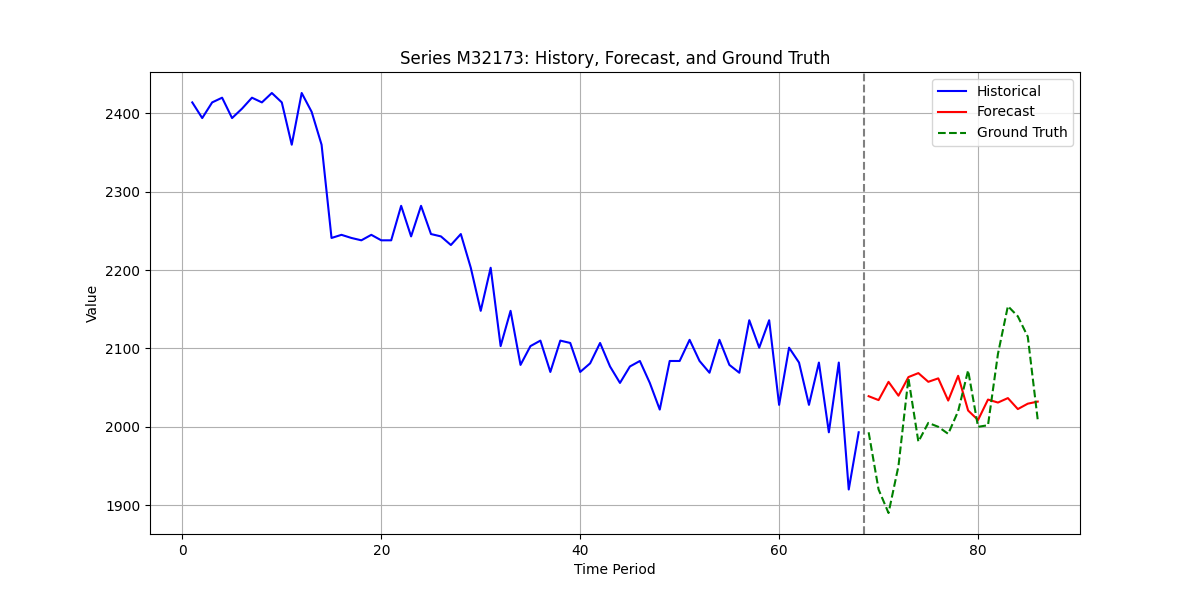 Series M32173: History, Forecast, and Ground Truth
Historical
Forecast
Ground Truth
Value
2400
2300
2200
2100
2000
1900
0 20 40 60 80
Time Period